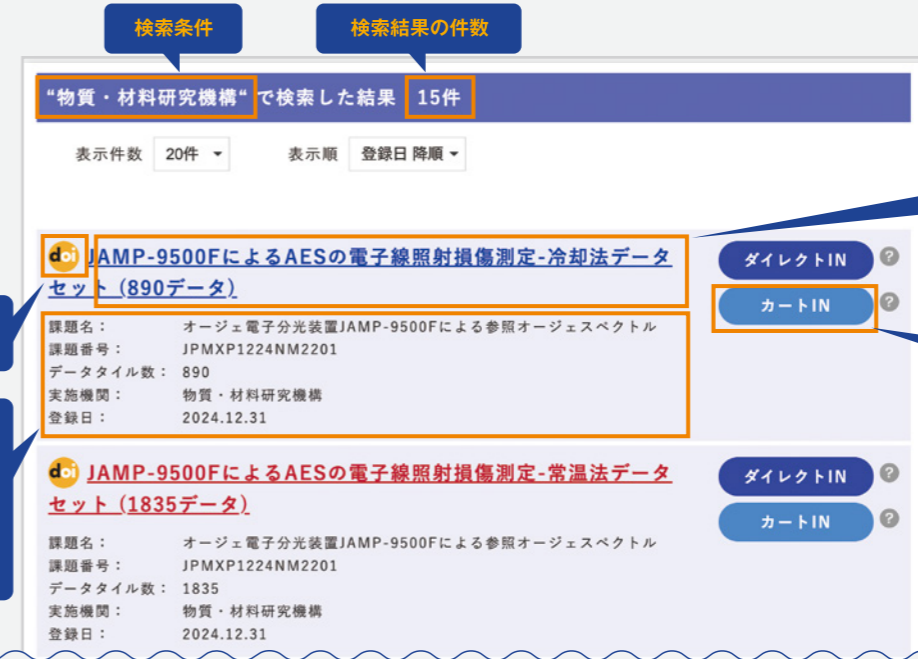 検索条件 検索結果の件数
“物質・材料研究機構“ で検索した結果 15件
表示件数 20件 表示順 登録日 降順
doi JAMP-9500FによるAESの電子線照射損傷測定-冷却法データ
セット (890データ)
ダイレクトIN ?
カートIN ?
課題名： オージェ電子分光装置JAMP-9500Fによる参照オージェスペクトル
課題番号： JPMXP1224NM2201
データタイル数： 890
実施機関： 物質・材料研究機構
登録日： 2024.12.31
doi JAMP-9500FによるAESの電子線照射損傷測定-常温法データ
セット (1835データ)
ダイレクトIN ?
カートIN ?
課題名： オージェ電子分光装置JAMP-9500Fによる参照オージェスペクトル
課題番号： JPMXP1224NM2201
データタイル数： 1835
実施機関： 物質・材料研究機構
登録日： 2024.12.31